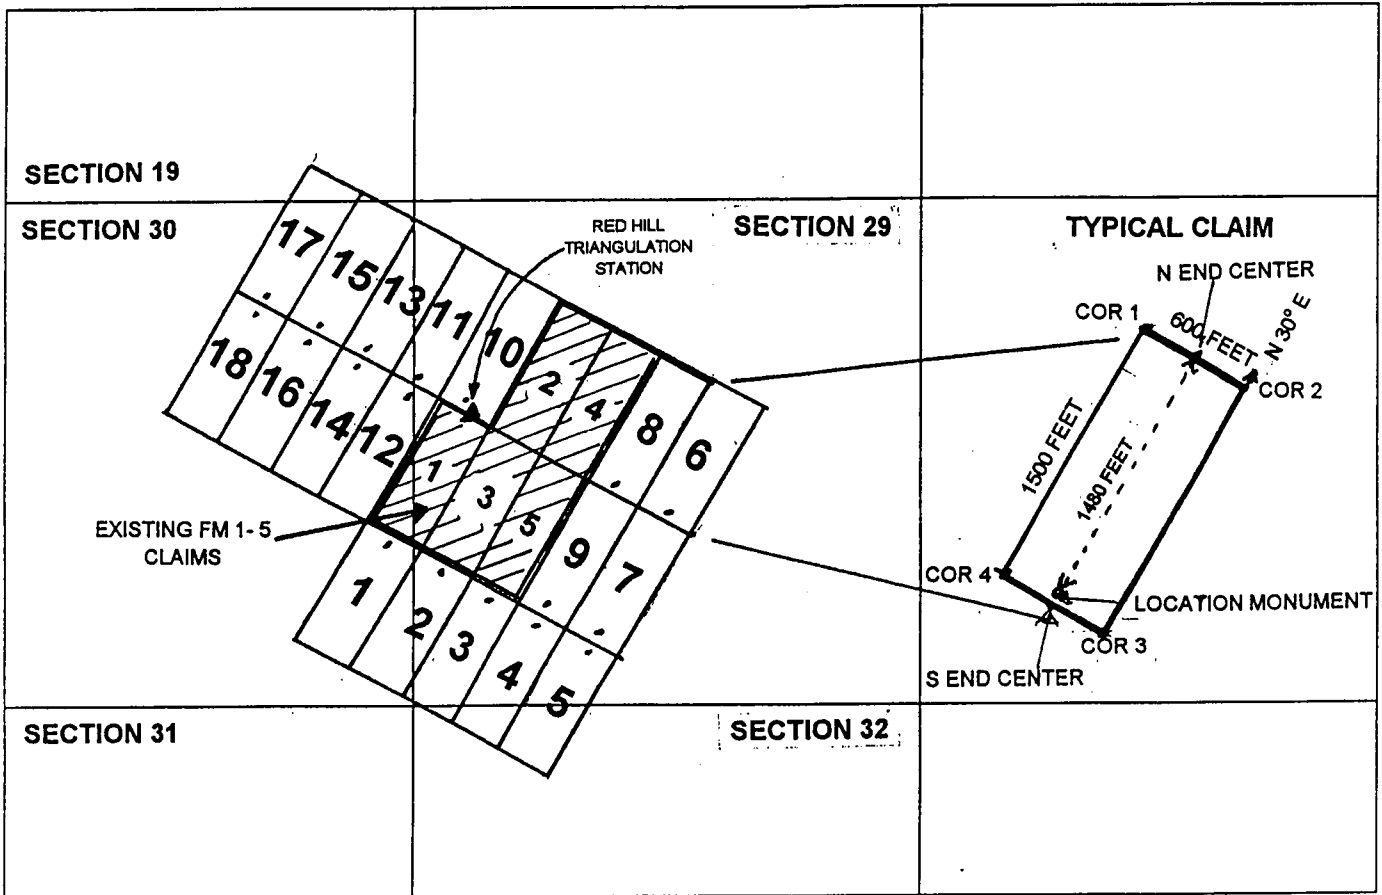 SECTION 19
SECTION 30
RED HILL
TRIANGULATION
STATION
SECTION 29
TYPICAL CLAIM
N END CENTER
COR 1
600 FEET
N 30° E
COR 2
1500 FEET
1480 FEET
COR 4
LOCATION MONUMENT
COR 3
S END CENTER
17
15
13
11
10
2
4
8
6
18
16
14
12
1
3
5
9
7
EXISTING FM 1- 5
CLAIMS
1
2
3
4
5
SECTION 31
SECTION 32